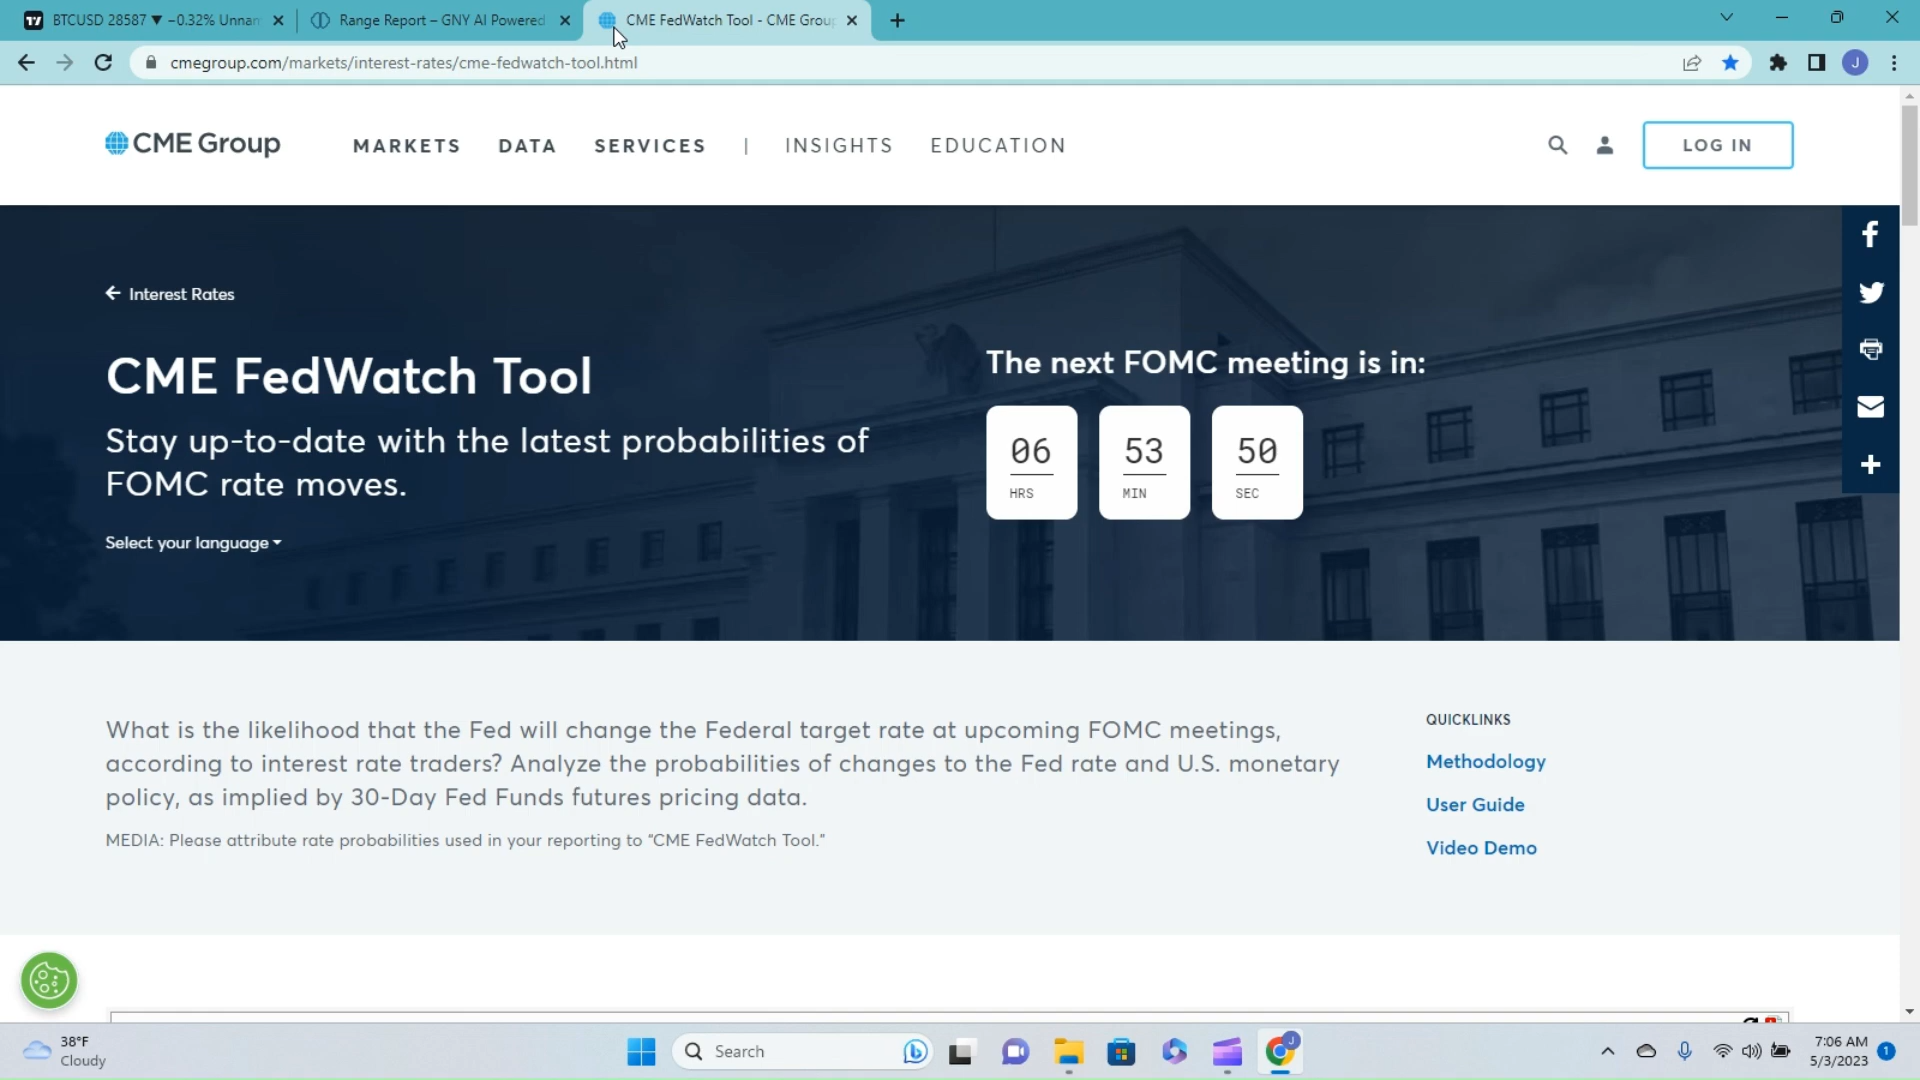 BTCUSD 28587 ▼ −0.32% Unnam
Range Report – GNY AI Powered
CME FedWatch Tool - CME Group
cmegroup.com/markets/interest-rates/cme-fedwatch-tool.html
J
CME Group
MARKETS DATA SERVICES | INSIGHTS EDUCATION
LOG IN
Interest Rates
CME FedWatch Tool
Stay up-to-date with the latest probabilities of
FOMC rate moves.
Select your language
The next FOMC meeting is in:
06 53 50
HRS MIN SEC
What is the likelihood that the Fed will change the Federal target rate at upcoming FOMC meetings,
according to interest rate traders? Analyze the probabilities of changes to the Fed rate and U.S. monetary
policy, as implied by 30-Day Fed Funds futures pricing data.
MEDIA: Please attribute rate probabilities used in your reporting to “CME FedWatch Tool.”
QUICKLINKS
Methodology
User Guide
Video Demo
38°F
Cloudy
Search
J
7:06 AM
5/3/2023
1